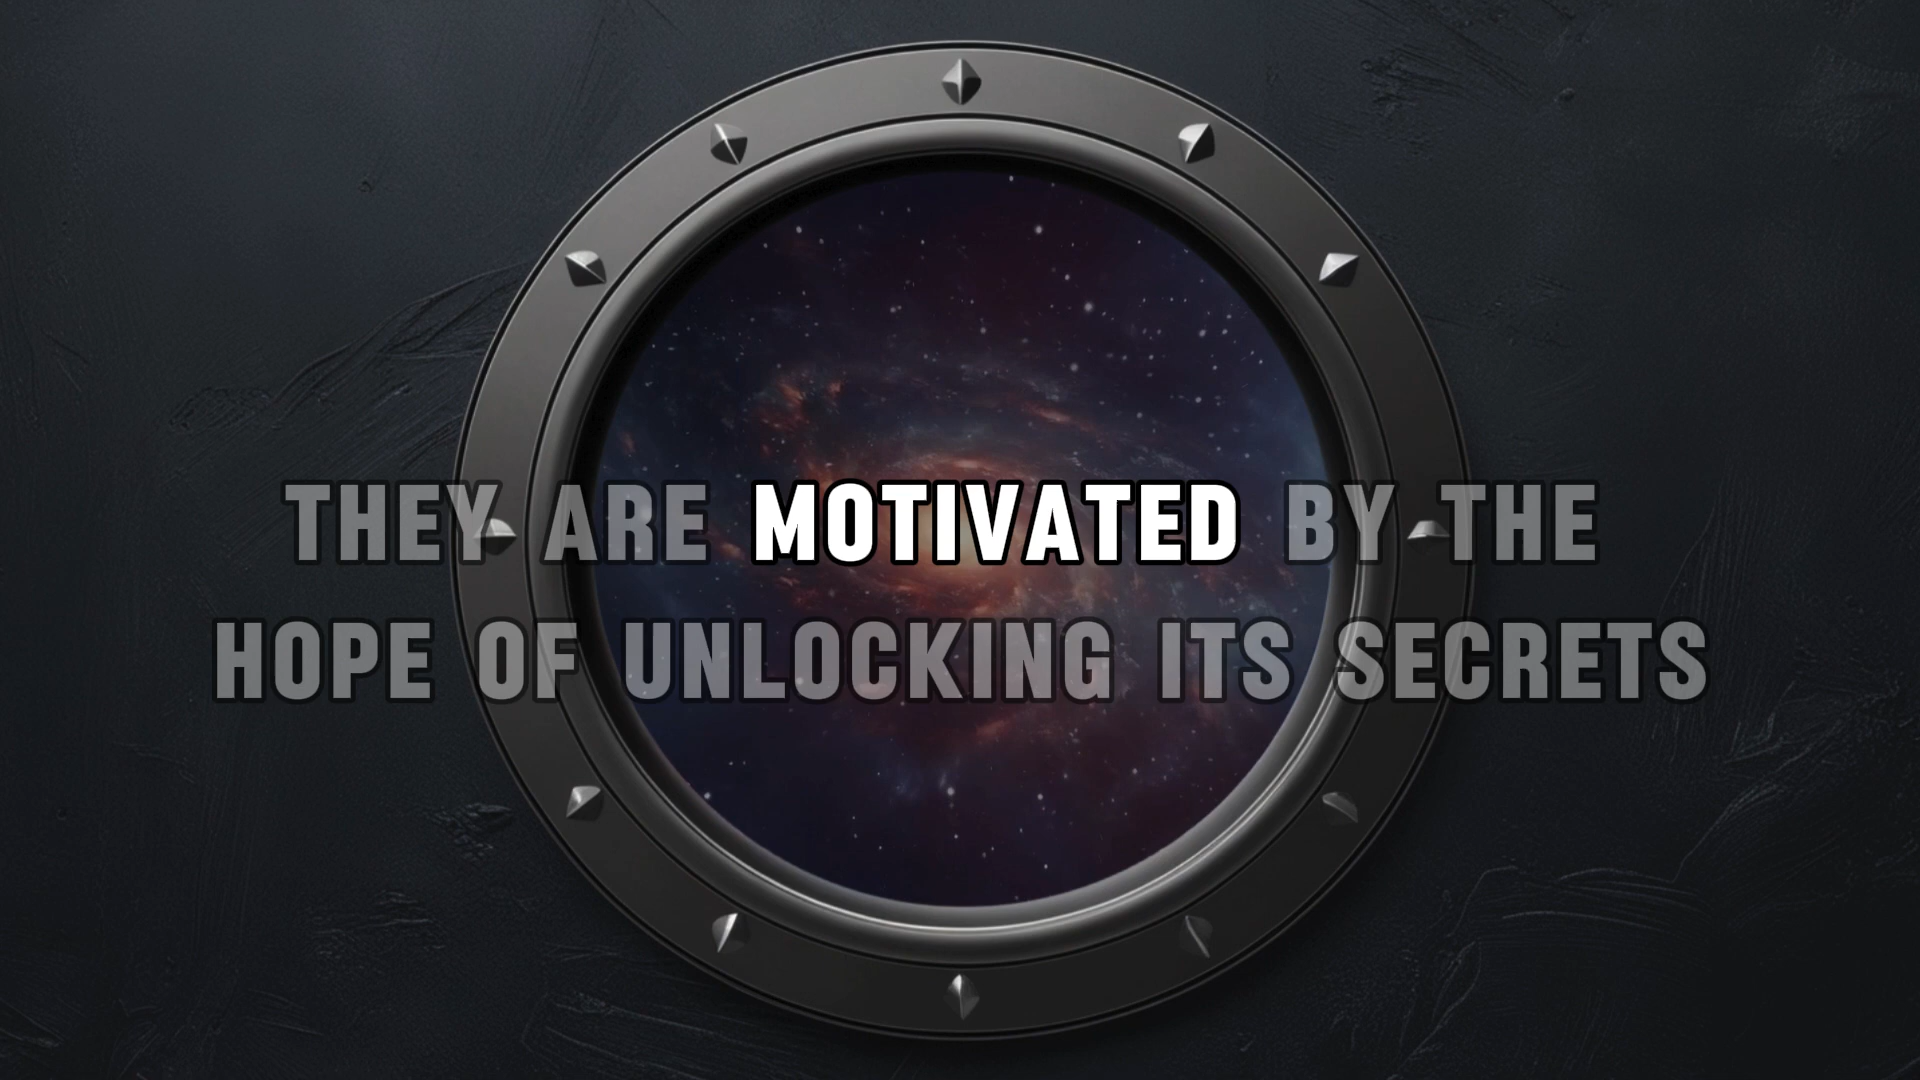 THEY ARE MOTIVATED BY THE
HOPE OF UNLOCKING ITS SECRETS